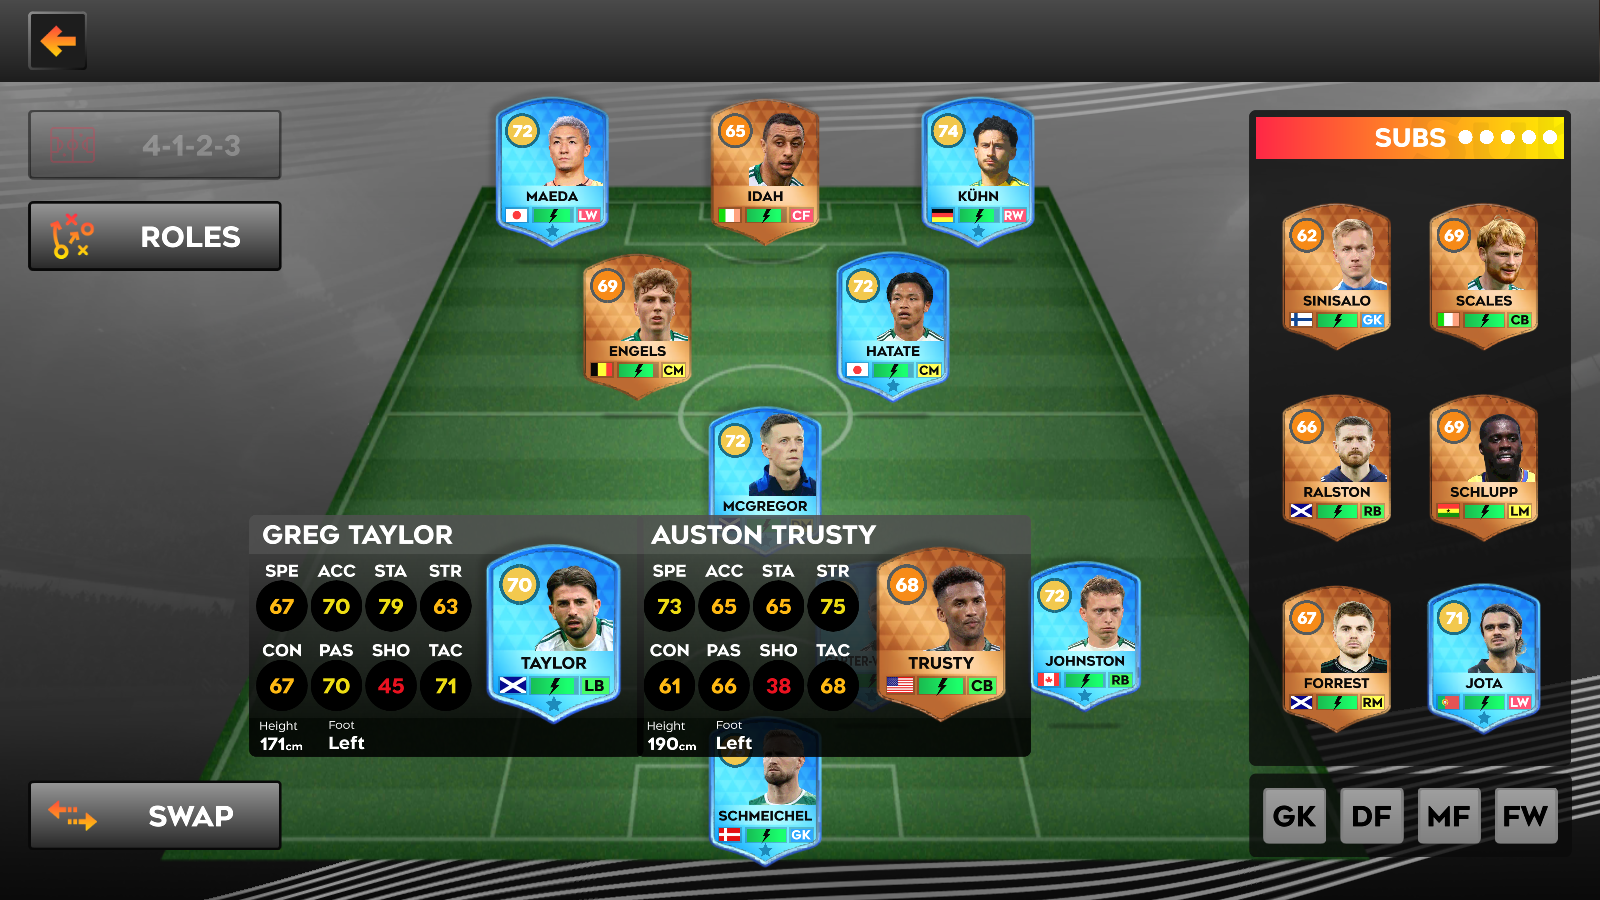 4-1-2-3
ROLES
SWAP
72
MAEDA
LW
65
IDAH
CF
74
KÜHN
RW
69
ENGELS
CM
72
HATATE
CM
72
MCGREGOR
GREG TAYLOR
SPE ACC STA STR
67 70 79 63
CON PAS SHO TAC
67 70 45 71
Height Foot
171cm Left
70
TAYLOR
LB
AUSTON TRUSTY
SPE ACC STA STR
73 65 65 75
CON PAS SHO TAC
61 66 38 68
Height Foot
190cm Left
68
TRUSTY
CB
72
JOHNSTON
RB
SCHMEICHEL
GK
SUBS
62
SINISALO
GK
69
SCALES
CB
66
RALSTON
RB
69
SCHLUPP
LM
67
FORREST
RM
71
JOTA
LW
GK DF MF FW